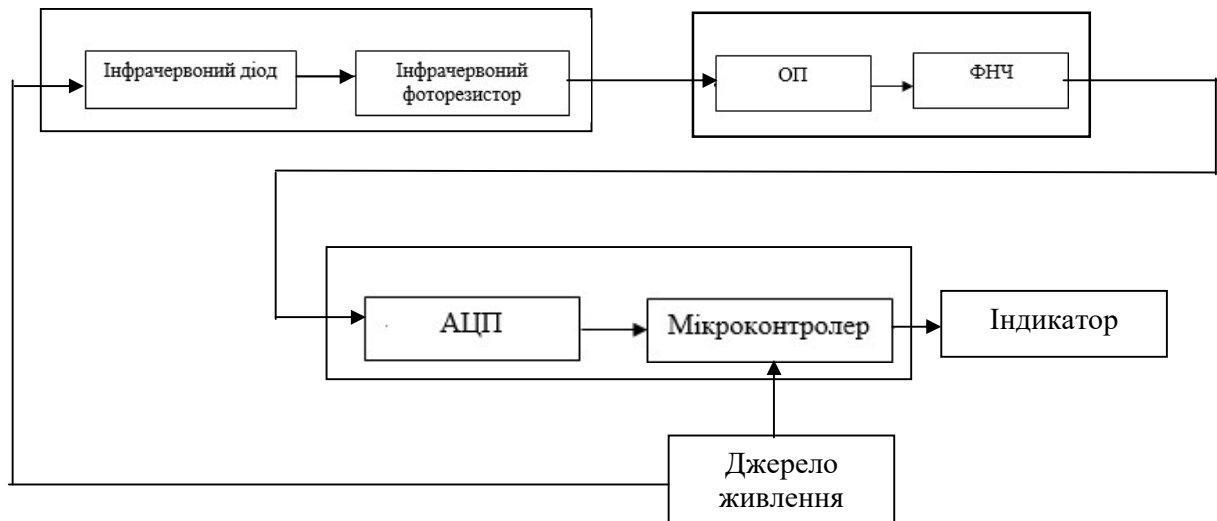 Інфрачервоний діод
Інфрачервоний
фоторезистор
ОП
ФНЧ
АЦП
Мікроконтролер
Індикатор
Джерело
живлення